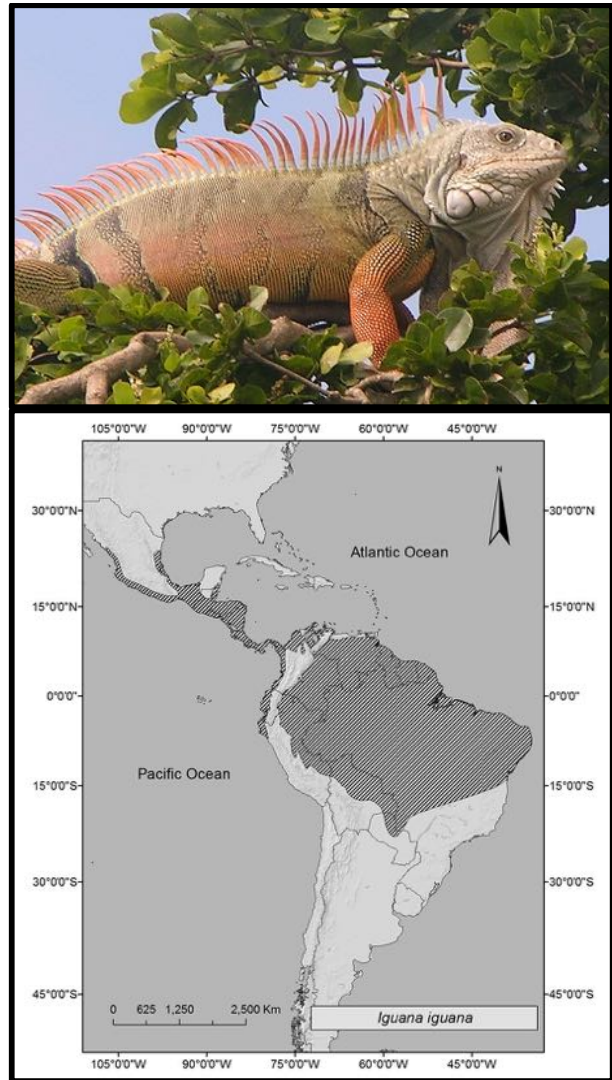 105°0'0"W 90°0'0"W 75°0'0"W 60°0'0"W 45°0'0"W
N
30°0'0"N 30°0'0"N
Atlantic Ocean
15°0'0"N 15°0'0"N
0°0'0" 0°0'0"
Pacific Ocean
15°0'0"S 15°0'0"S
30°0'0"S 30°0'0"S
45°0'0"S 45°0'0"S
0 625 1,250 2,500 Km
Iguana iguana
105°0'0"W 90°0'0"W 75°0'0"W 60°0'0"W 45°0'0"W